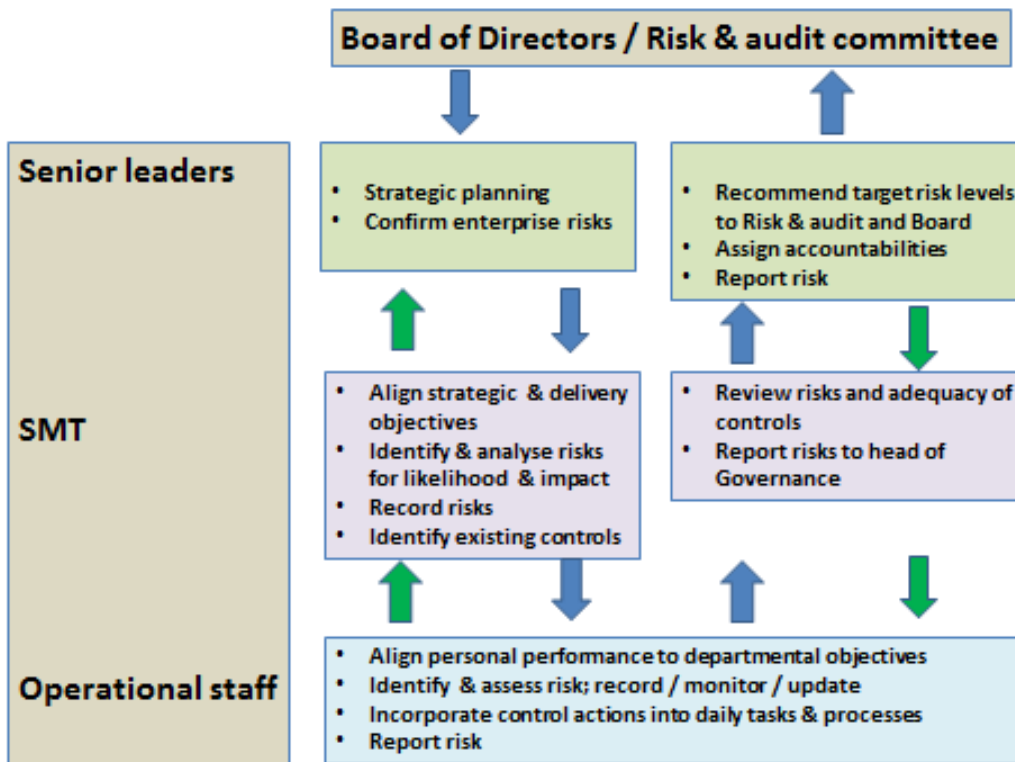 Board of Directors / Risk & audit committee
Senior leaders
• Strategic planning
• Confirm enterprise risks
• Recommend target risk levels
to Risk & audit and Board
• Assign accountabilities
• Report risk
SMT
• Align strategic & delivery
objectives
• Identify & analyse risks
for likelihood & impact
• Record risks
• Identify existing controls
• Review risks and adequacy of
controls
• Report risks to head of
Governance
Operational staff
• Align personal performance to departmental objectives
• Identify & assess risk; record / monitor / update
• Incorporate control actions into daily tasks & processes
• Report risk